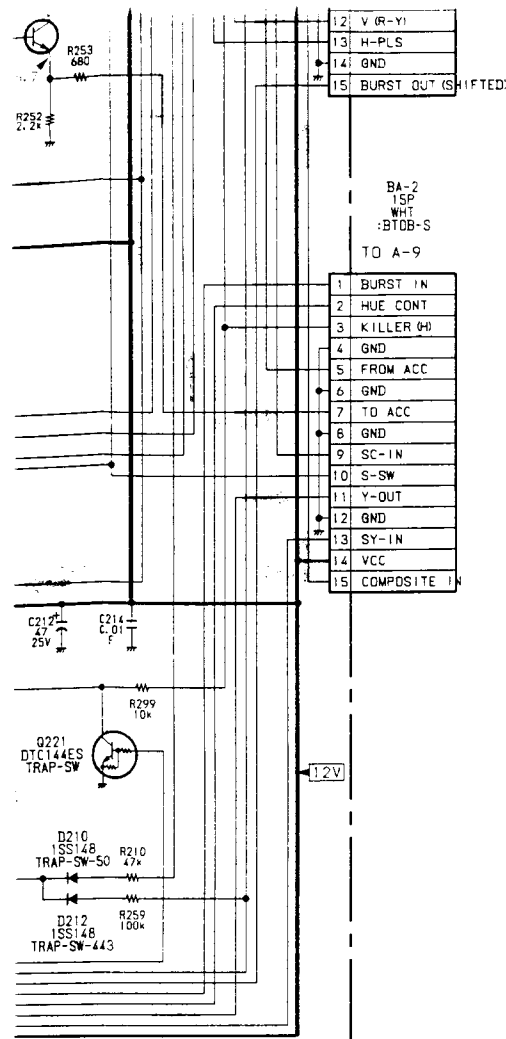 12 V (R-Y)
13 H-PLS
14 GND
15 BURST OUT (SHIFTED)
R253
680
R252
2.2k
BA-2
15P
WHT
:BTOB-S
TO A-9
1 BURST IN
2 HUE CONT
3 KILLER (H)
4 GND
5 FROM ACC
6 GND
7 TO ACC
8 GND
9 SC-IN
10 S-SW
11 Y-OUT
12 GND
13 SY-IN
14 VCC
15 COMPOSITE IN
C212
47
25V
C214
0.01
F
R299
10k
Q221
DTC144ES
TRAP-SW
12V
D210
1SS148
TRAP-SW-50
R210
47k
D212
1SS148
TRAP-SW-443
R259
100k